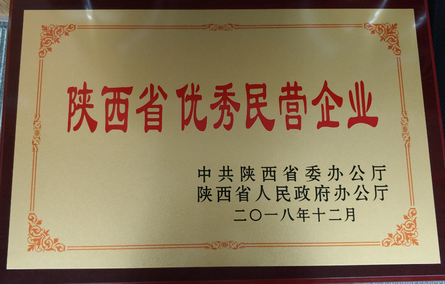 陕西省优秀民营企业
中共陕西省委办公厅
陕西省人民政府办公厅
二〇一八年十二月